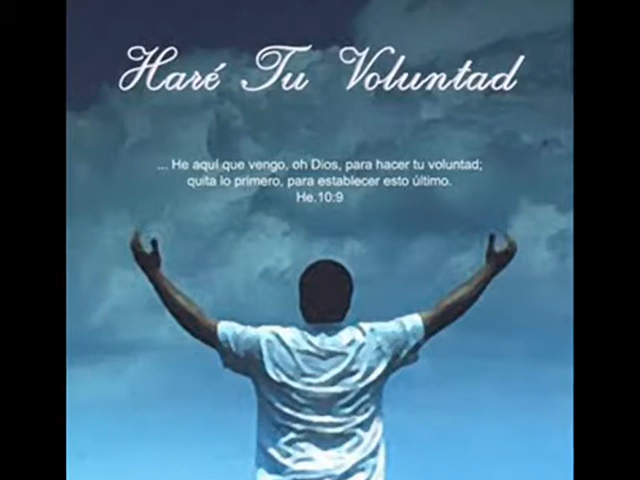 Haré Tu Voluntad
... He aquí que vengo, oh Dios, para hacer tu voluntad;
quita lo primero, para establecer esto último.
He.10:9